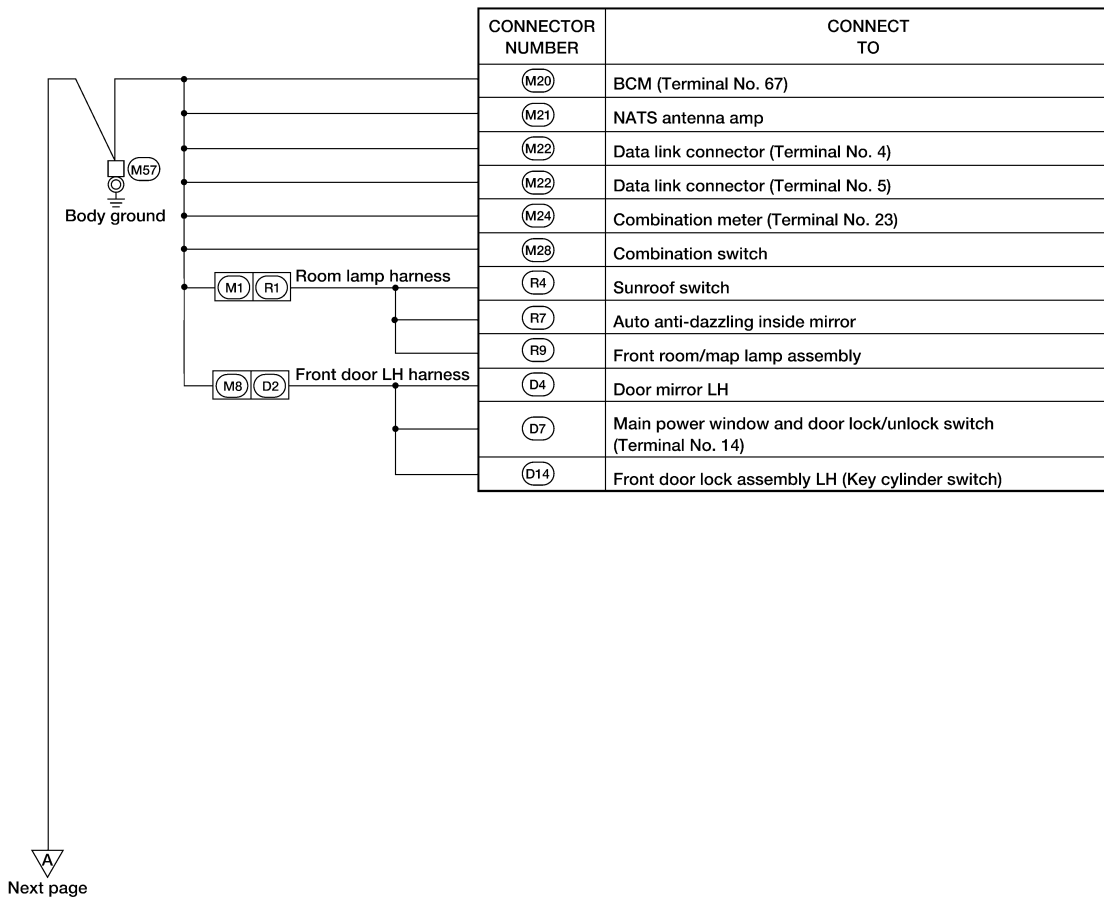 CONNECTOR
NUMBER
CONNECT
TO
M20 BCM (Terminal No. 67)
M21 NATS antenna amp
M57
M22 Data link connector (Terminal No. 4)
M22 Data link connector (Terminal No. 5)
Body ground
M24 Combination meter (Terminal No. 23)
M28 Combination switch
M1 R1 Room lamp harness
R4 Sunroof switch
R7 Auto anti-dazzling inside mirror
R9 Front room/map lamp assembly
M8 D2 Front door LH harness
D4 Door mirror LH
D7 Main power window and door lock/unlock switch
(Terminal No. 14)
D14 Front door lock assembly LH (Key cylinder switch)
A
Next page